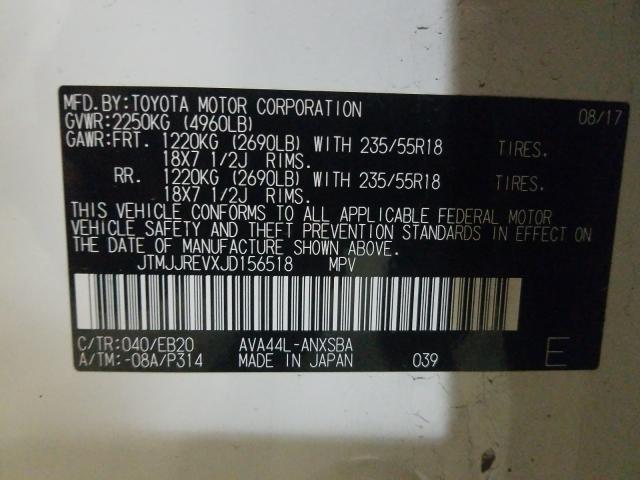 MFD.BY:TOYOTA MOTOR CORPORATION 08/17
GVWR:2250KG (4960LB)
GAWR:FRT. 1220KG (2690LB) WITH 235/55R18 TIRES.
18X7 1/2J RIMS.
RR. 1220KG (2690LB) WITH 235/55R18 TIRES.
18X7 1/2J RIMS.
THIS VEHICLE CONFORMS TO ALL APPLICABLE FEDERAL MOTOR
VEHICLE SAFETY AND THEFT PREVENTION STANDARDS IN EFFECT ON
THE DATE OF MANUFACTURE SHOWN ABOVE.
JTMJJREVXJD156518 MPV
C/TR:040/EB20 AVA44L-ANXSBA
A/TM:-08A/P314 MADE IN JAPAN 039 E